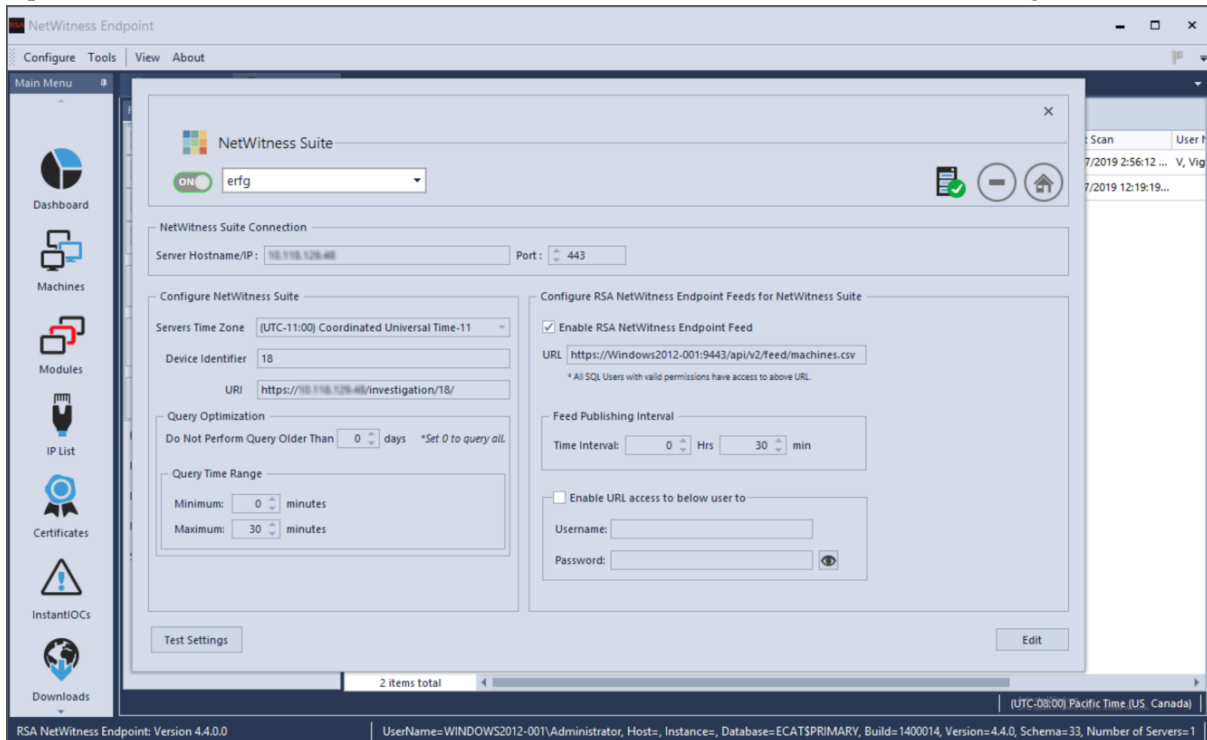 RSA NetWitness Endpoint
Configure Tools View About
Main Menu
Dashboard
Machines
Modules
IP List
Certificates
InstantIOCs
Downloads
NetWitness Suite
ON erfg
NetWitness Suite Connection
Server Hostname/IP :
Port : 443
Configure NetWitness Suite
Servers Time Zone (UTC-11:00) Coordinated Universal Time-11
Device Identifier 18
URI https:// /investigation/18/
Query Optimization
Do Not Perform Query Older Than 0 days *Set 0 to query all.
Query Time Range
Minimum: 0 minutes
Maximum: 30 minutes
Configure RSA NetWitness Endpoint Feeds for NetWitness Suite
Enable RSA NetWitness Endpoint Feed
URL https://Windows2012-001:9443/api/v2/feed/machines.csv
* All SQL Users with valid permissions have access to above URL.
Feed Publishing Interval
Time Interval: 0 Hrs 30 min
Enable URL access to below user to
Username:
Password:
Test Settings
Edit
Scan User
7/2019 2:56:12 ... V, Vig
7/2019 12:19:19...
2 items total
(UTC-08:00) Pacific Time (US Canada)
RSA NetWitness Endpoint: Version 4.4.0.0
UserName=WINDOWS2012-001\Administrator, Host=, Instance=, Database=ECAT$PRIMARY, Build=1400014, Version=4.4.0, Schema=33, Number of Servers=1